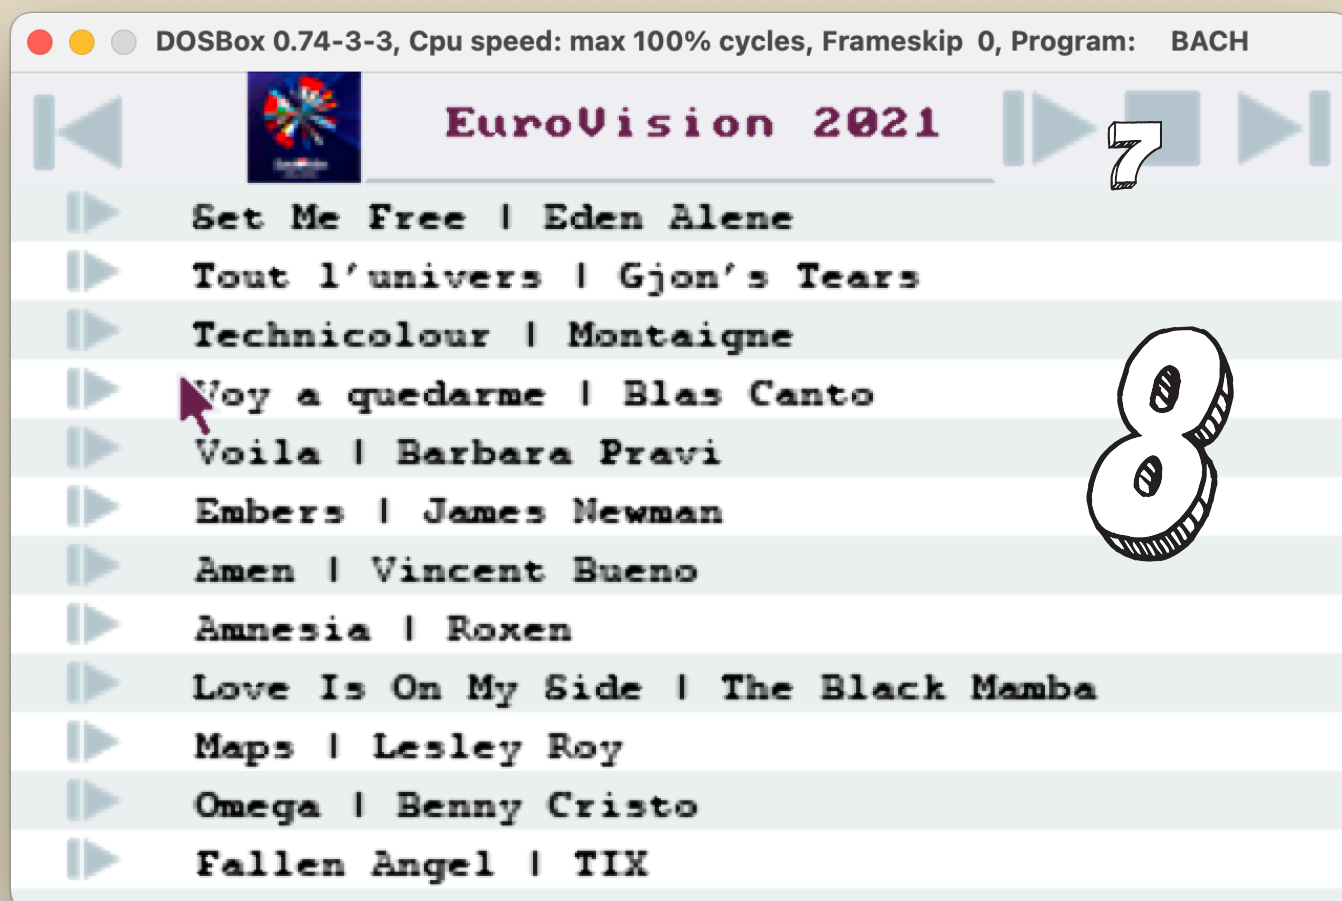 DOSBox 0.74-3-3, Cpu speed: max 100% cycles, Frameskip 0, Program: BACH
EuroVision 2021
7
Set Me Free | Eden Alene
Tout l'univers | Gjon's Tears
Technicolour | Montaigne
Voy a quedarme | Blas Canto
8
Voila | Barbara Pravi
Embers | James Newman
Amen | Vincent Bueno
Amnesia | Roxen
Love Is On My Side | The Black Mamba
Maps | Lesley Roy
Omega | Benny Cristo
Fallen Angel | TIX